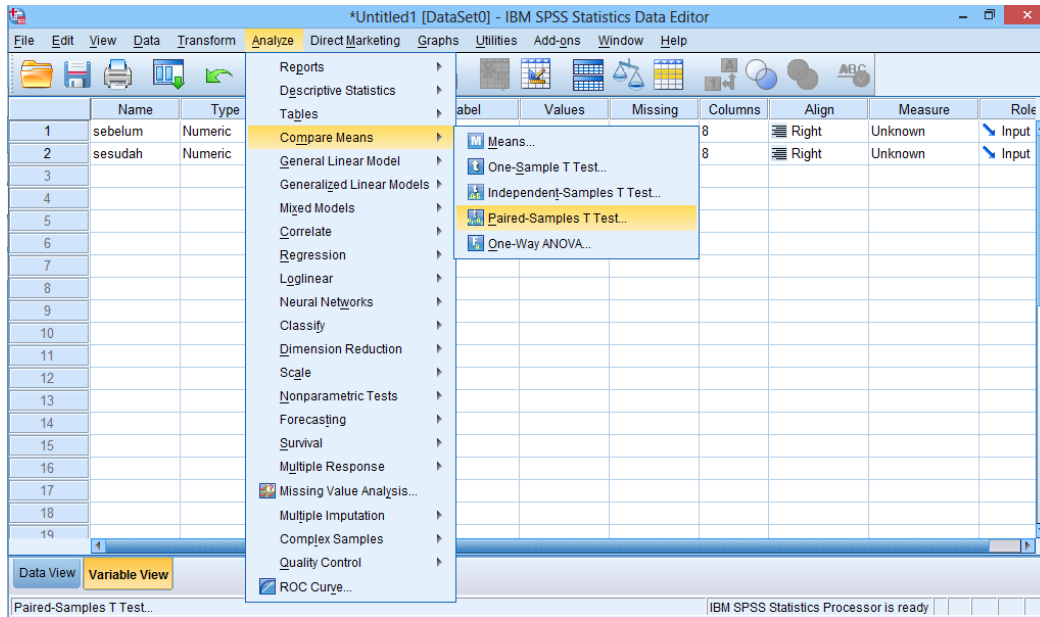 *Untitled1 [DataSet0] - IBM SPSS Statistics Data Editor
File Edit View Data Transform Analyze Direct Marketing Graphs Utilities Add-ons Window Help
Name Type abel Values Missing Columns Align Measure Role
1 sebelum Numeric 8 Right Unknown Input
2 sesudah Numeric 8 Right Unknown Input
3
4
5
6
7
8
9
10
11
12
13
14
15
16
17
18
19
Reports
Descriptive Statistics
Tables
Compare Means
General Linear Model
Generalized Linear Models
Mixed Models
Correlate
Regression
Loglinear
Neural Networks
Classify
Dimension Reduction
Scale
Nonparametric Tests
Forecasting
Survival
Multiple Response
Missing Value Analysis...
Multiple Imputation
Complex Samples
Quality Control
ROC Curve...
Means...
One-Sample T Test...
Independent-Samples T Test...
Paired-Samples T Test...
One-Way ANOVA...
Data View Variable View
Paired-Samples T Test... IBM SPSS Statistics Processor is ready